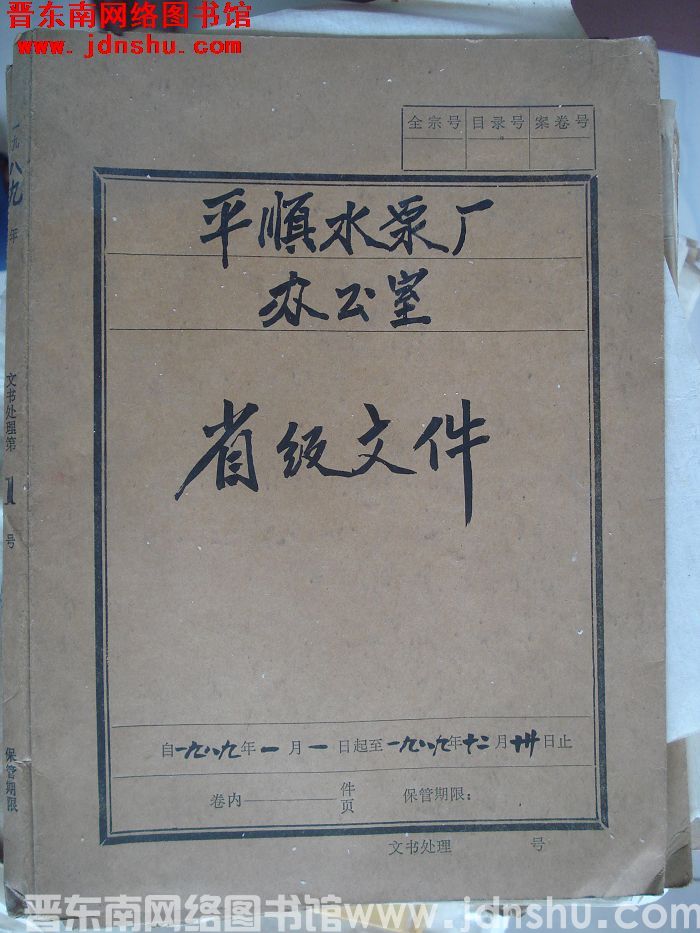 晋东南网络图书馆
www.jdnshu.com
全宗号 目录号 案卷号
平順水泵厂
办公室
省级文件
自一九八九年一月一日起至一九八九年十二月卅日止
卷内 件
页
保管期限：
文书处理 号
一九八九年
文书处理第 1 号
保管期限
晋东南网络图书馆
www.jdnshu.com